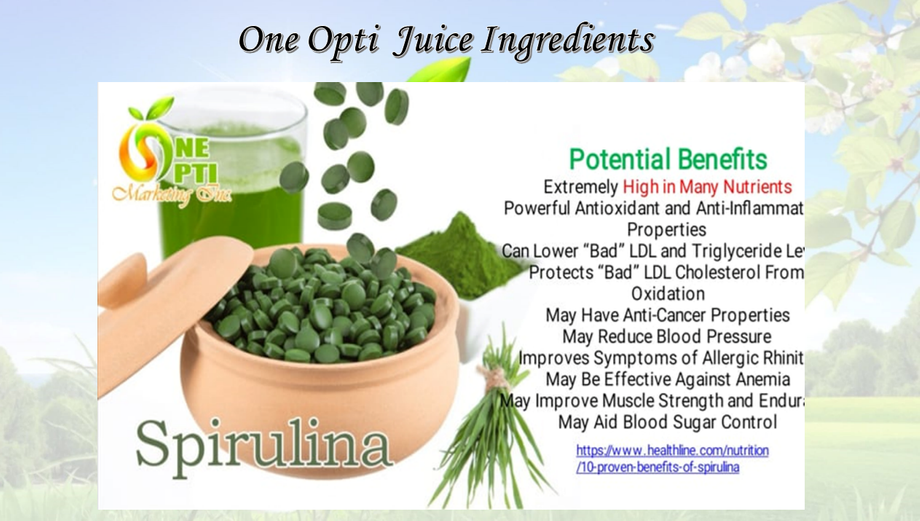 One Opti Juice Ingredients
ONE
OPTI
Marketing Inc.
Potential Benefits
Extremely High in Many Nutrients
Powerful Antioxidant and Anti-Inflammat
Properties
Can Lower “Bad” LDL and Triglyceride Le
Protects “Bad” LDL Cholesterol From
Oxidation
May Have Anti-Cancer Properties
May Reduce Blood Pressure
Improves Symptoms of Allergic Rhinit
May Be Effective Against Anemia
May Improve Muscle Strength and Endur
May Aid Blood Sugar Control
https://www.healthline.com/nutrition
/10-proven-benefits-of-spirulina
Spirulina